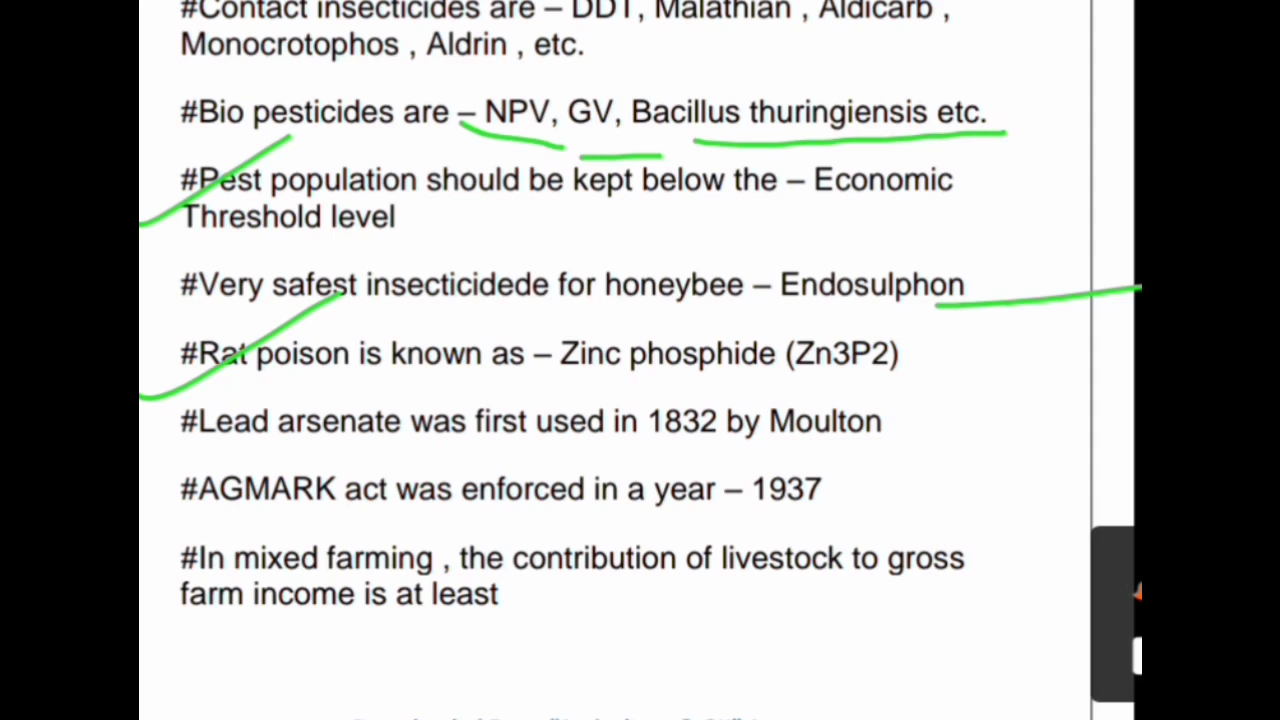 #Contact insecticides are – DDT, Malathian , Aldicarb ,
Monocrotophos , Aldrin , etc.
#Bio pesticides are – NPV, GV, Bacillus thuringiensis etc.
#Pest population should be kept below the – Economic
Threshold level
#Very safest insecticidede for honeybee – Endosulphon
#Rat poison is known as – Zinc phosphide (Zn3P2)
#Lead arsenate was first used in 1832 by Moulton
#AGMARK act was enforced in a year – 1937
#In mixed farming , the contribution of livestock to gross
farm income is at least